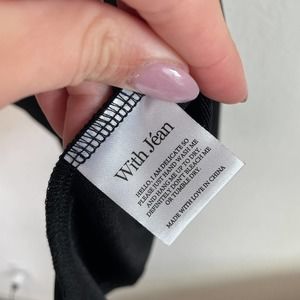 With Jéan
HELLO, I AM DELICATE SO
PLEASE JUST HAND WASH ME
AND HANG ME UP TO DRY.
DEFINITELY DON'T BLEACH ME
OR TUMBLE DRY.
MADE WITH LOVE IN CHINA